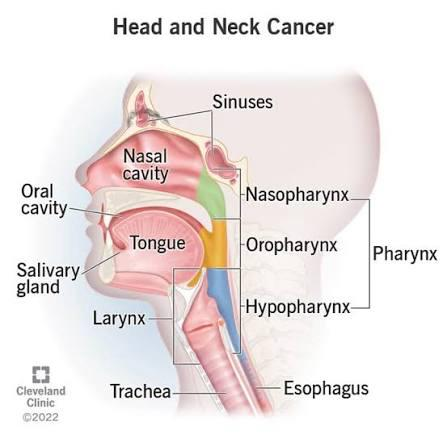 Head and Neck Cancer
Sinuses
Nasal
cavity
Oral
cavity
Nasopharynx
Tongue
Oropharynx
Pharynx
Salivary
gland
Hypopharynx
Larynx
Cleveland
Clinic
©2022
Trachea
Esophagus